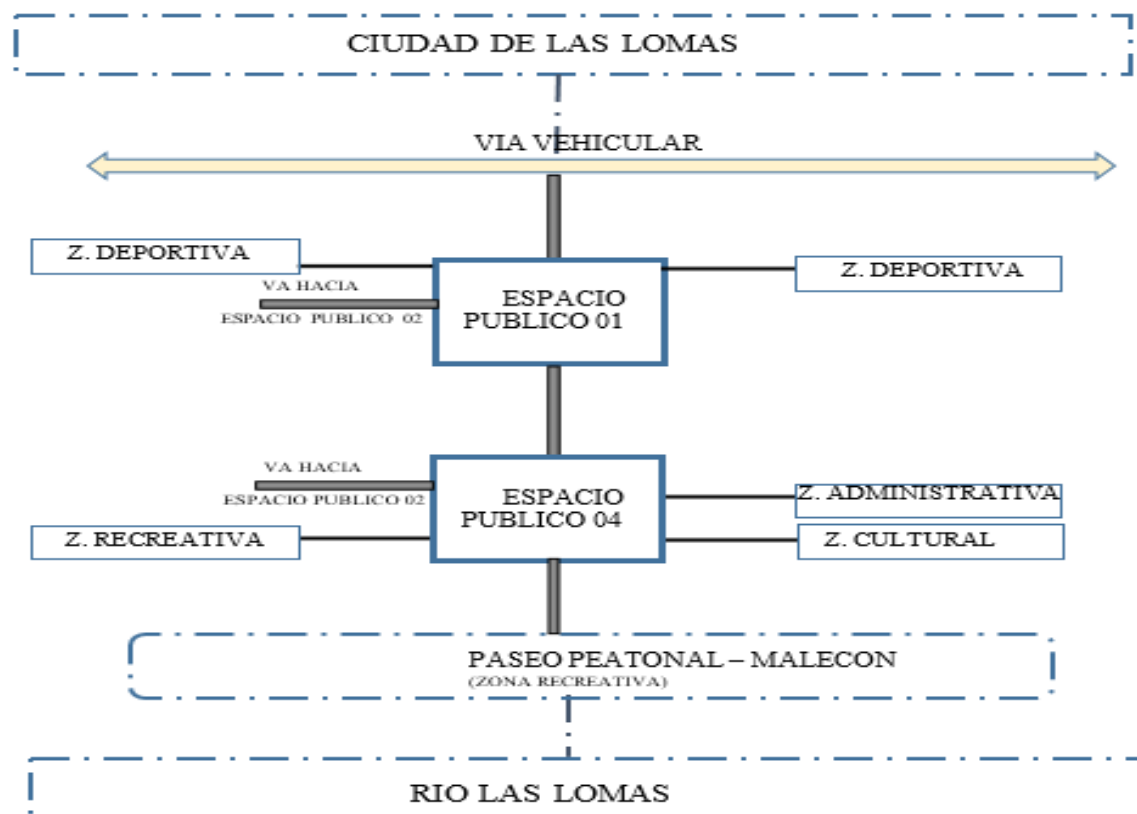 CIUDAD DE LAS LOMAS
VIA VEHICULAR
Z. DEPORTIVA
Z. DEPORTIVA
VA HACIA
ESPACIO PUBLICO 02
ESPACIO
PUBLICO 01
VA HACIA
ESPACIO PUBLICO 02
ESPACIO
PUBLICO 04
Z. ADMINISTRATIVA
Z. RECREATIVA
Z. CULTURAL
PASEO PEATONAL – MALECON
(ZONA RECREATIVA)
RIO LAS LOMAS